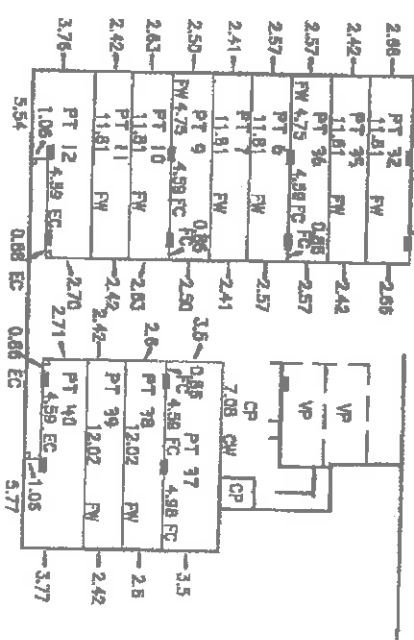 VP
VP
2.68 PT 32 2.66
11.81 FW
2.42 PT 35 2.42
11.81 FW
2.57 PT 36 2.57
FW 4.75 4.59 FC FC
2.57 PT 6 2.57
11.81
CP
CP
7.08 CW
2.41 2.41
11.81 FW
2.50 PT 9 2.50
FW 4.75 4.59 FC 0.86 FC
3.5 PT 37 3.5
0.85 FC 4.59 FC 4.98 FC
2.63 PT 10 2.63
11.81 FW
2.6 PT 38 2.6
12.02 FW
2.42 PT 11 2.42
11.81 FW
2.42 PT 39 2.42
12.02 FW
3.76 PT 12 2.70
2.71 PT 40 3.77
1.06 4.59 EC
4.59 EC 1.06
5.54 0.86 EC 0.86 EC 5.77